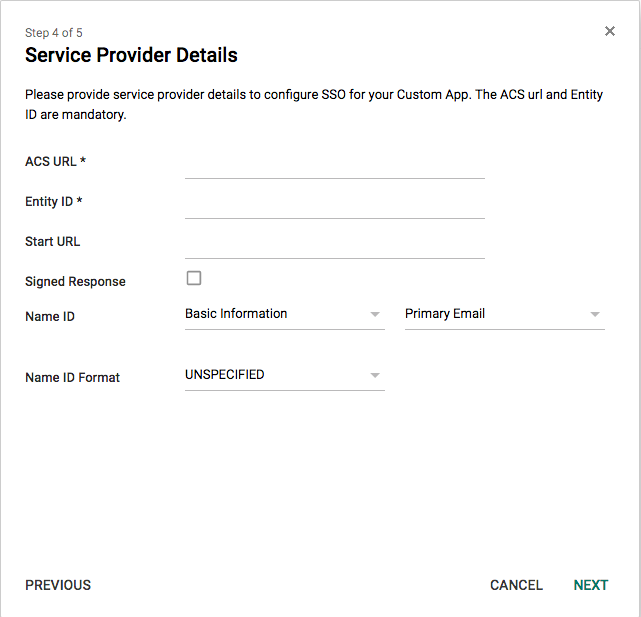 Step 4 of 5
Service Provider Details
Please provide service provider details to configure SSO for your Custom App. The ACS url and Entity
ID are mandatory.
ACS URL *
Entity ID *
Start URL
Signed Response
Name ID Basic Information Primary Email
Name ID Format UNSPECIFIED
PREVIOUS CANCEL NEXT